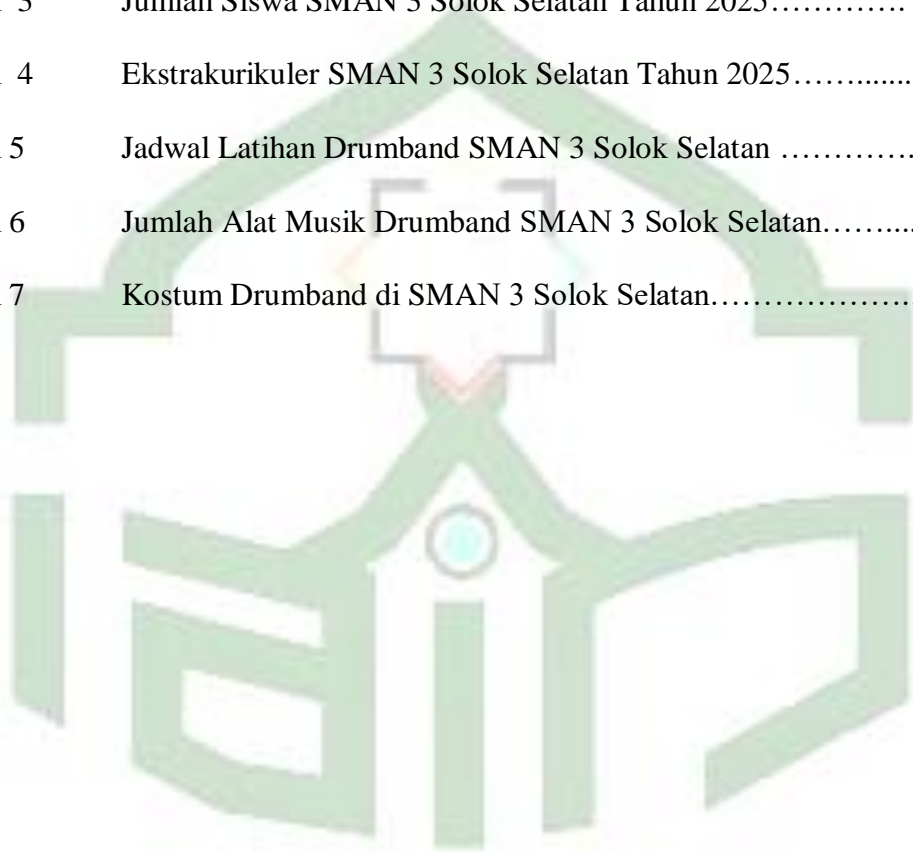 3 Jumlah Siswa SMAN 3 Solok Selatan Tahun 2025………….
4 Ekstrakurikuler SMAN 3 Solok Selatan Tahun 2025……........
5 Jadwal Latihan Drumband SMAN 3 Solok Selatan ………….
6 Jumlah Alat Musik Drumband SMAN 3 Solok Selatan…….....
7 Kostum Drumband di SMAN 3 Solok Selatan………………….
iain